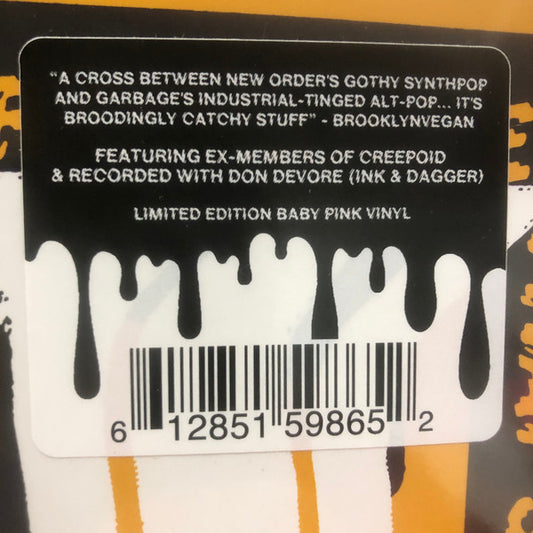 "A CROSS BETWEEN NEW ORDER'S GOTHY SYNTHPOP
AND GARBAGE'S INDUSTRIAL-TINGED ALT-POP... IT'S
BROODINGLY CATCHY STUFF" - BROOKLYNVEGAN
FEATURING EX-MEMBERS OF CREEPOID
& RECORDED WITH DON DEVORE (INK & DAGGER)
LIMITED EDITION BABY PINK VINYL
6 12851 59865 2